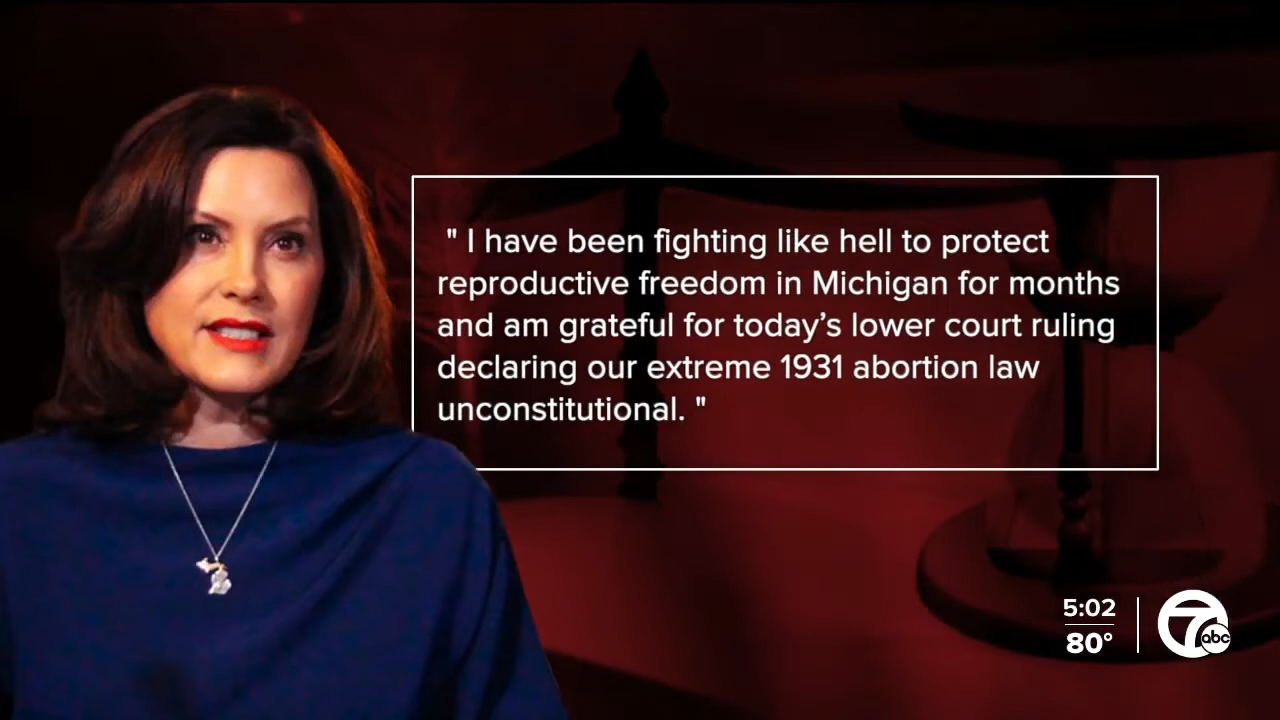 " I have been fighting like hell to protect
reproductive freedom in Michigan for months
and am grateful for today’s lower court ruling
declaring our extreme 1931 abortion law
unconstitutional. "
5:02
80°
7 abc